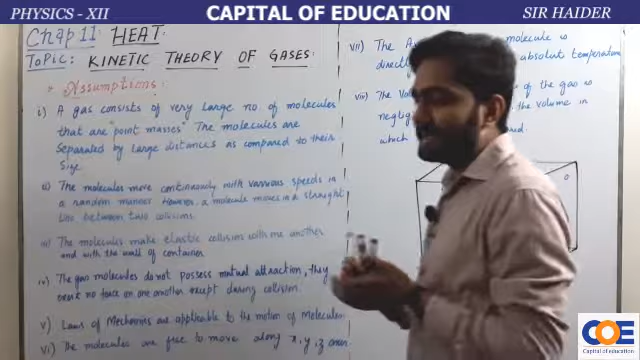 PHYSICS - XII
CAPITAL OF EDUCATION
SIR HAIDER
Chap 11 HEAT.
Topic: KINETIC THEORY OF GASES.
* Assumptions
i) A gas consists of very large no. of molecules
that are "point masses" The molecules are
separated by large distances as compared to their
size.
ii) The molecules move continuously with various speeds in
a random manner However, a molecule moves in a straight
line between two collisions.
iii) The molecules make elastic collision with one another
and with the wall of container
iv) The gas molecules do not possess mutual attraction, they
exert no force on one another except during collision.
v) Laws of Mechanics are applicable to the motion of Molecules.
vi) The molecules are free to move along x, y, z axes.
vii) The molecule is
directly absolute temperature
viii) The of the gas is
negligible the volume in
which
COE
Capital of education